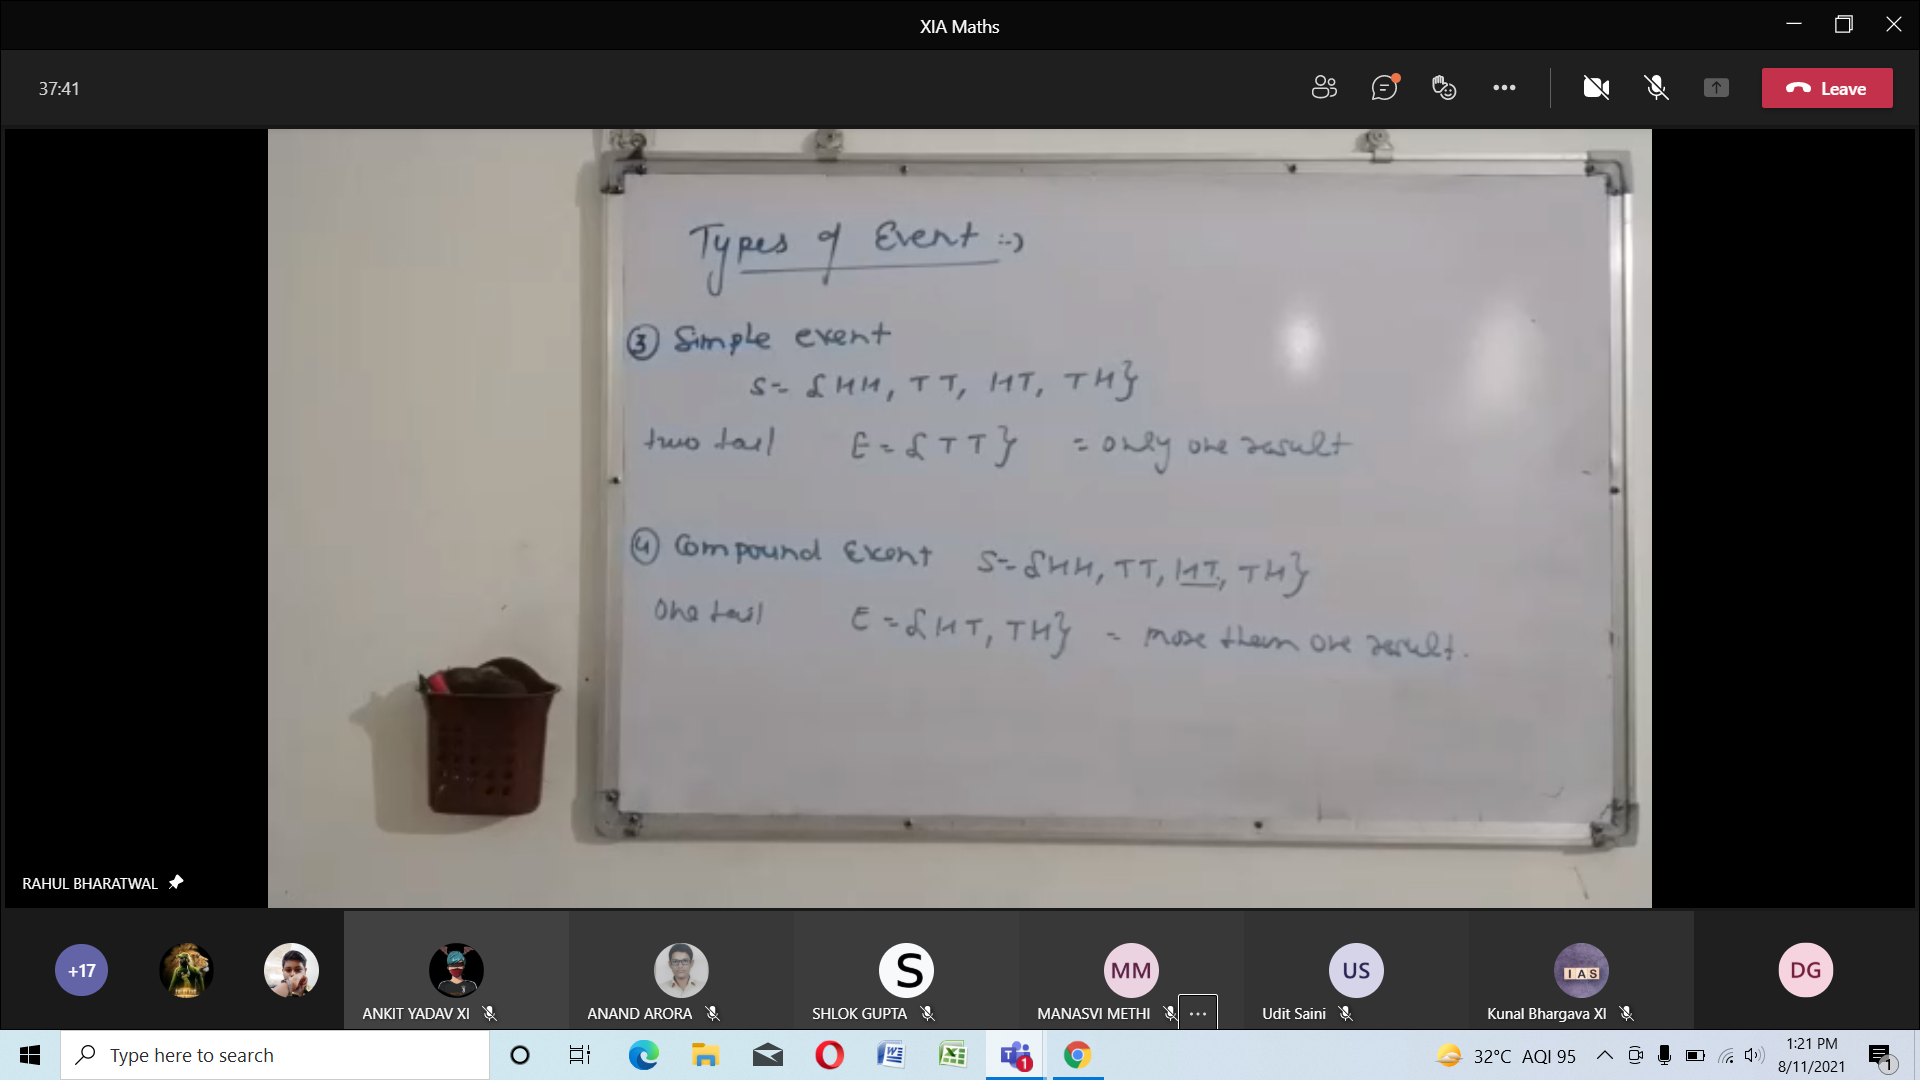 XIA Maths
37:41
Leave
Types of Event :-)
③ Simple event
S = {HH, TT, HT, TH}
two tail E = {TT} = only one result
④ Compound Event S = {HH, TT, HT, TH}
one tail E = {HT, TH} = more than one result.
RAHUL BHARATWAL
+17
ANKIT YADAV XI
ANAND ARORA
S
SHLOK GUPTA
MM
MANASVI METHI
US
Udit Saini
IAS
Kunal Bhargava XI
DG
Type here to search
1
32°C AQI 95
1:21 PM
8/11/2021
1